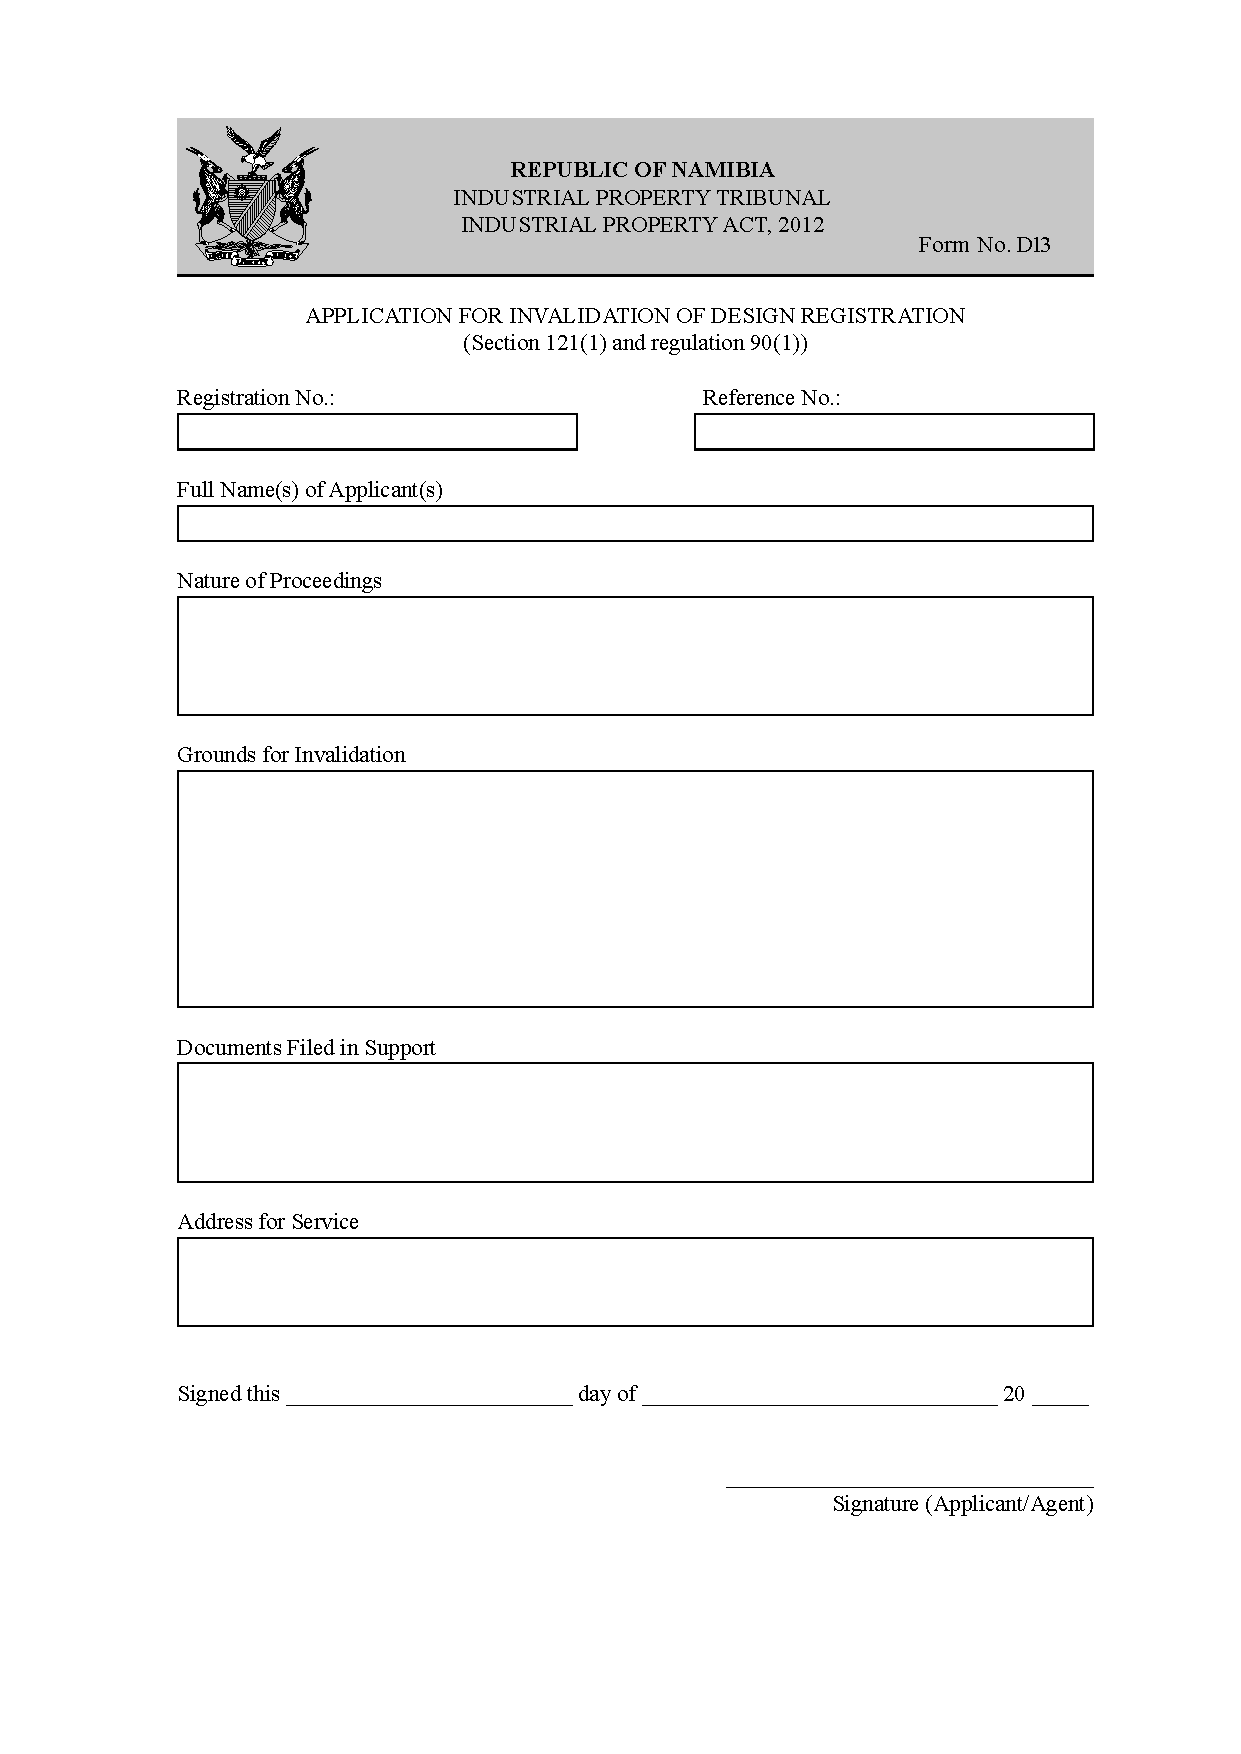 REPUBLIC OF NAMIBIA
INDUSTRIAL PROPERTY TRIBUNAL
INDUSTRIAL PROPERTY ACT, 2012
Form No. D13
APPLICATION FOR INVALIDATION OF DESIGN REGISTRATION
(Section 121(1) and regulation 90(1))
Registration No.: Reference No.:
Full Name(s) of Applicant(s)
Nature of Proceedings
Grounds for Invalidation
Documents Filed in Support
Address for Service
Signed this _________________________ day of _______________________________ 20 _____
________________________________
Signature (Applicant/Agent)